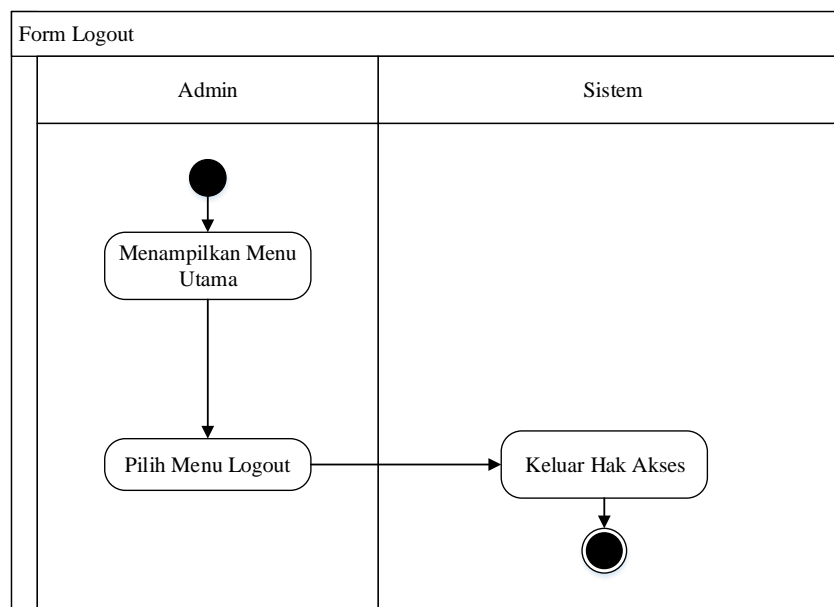 Form Logout
Admin
Sistem
Menampilkan Menu
Utama
Pilih Menu Logout
Keluar Hak Akses